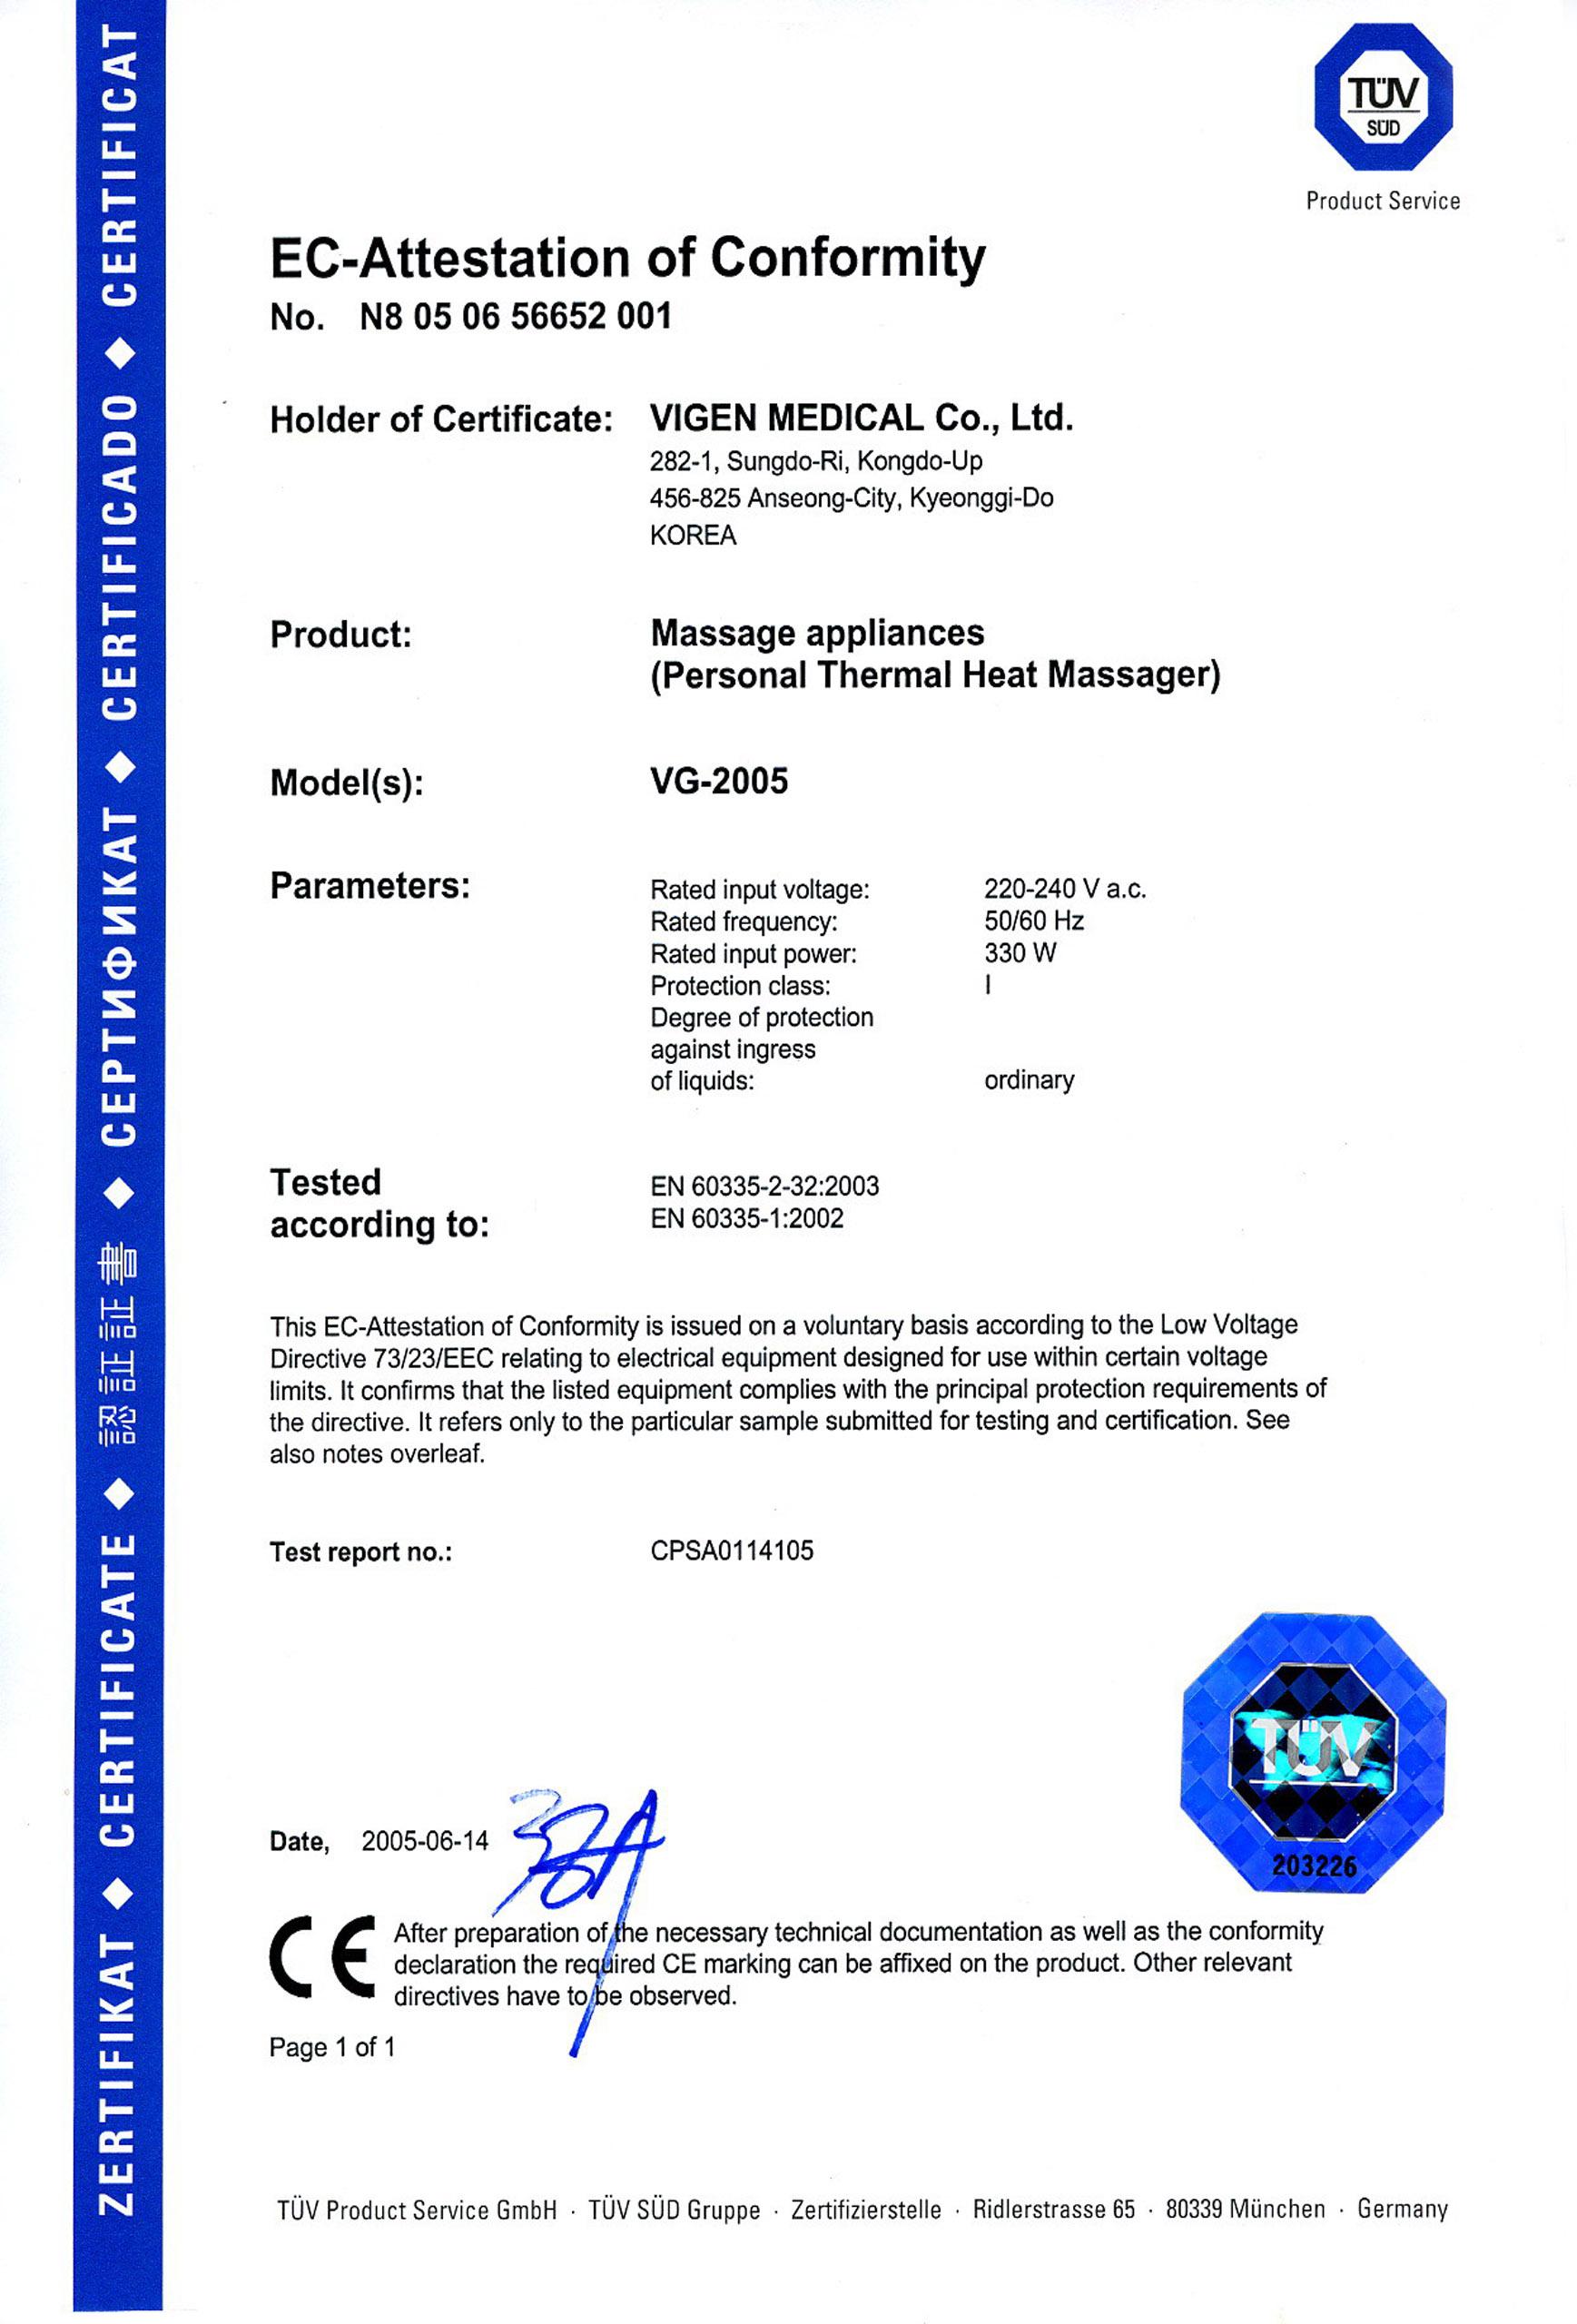 ZERTIFIKAT ◆ CERTIFICATE ◆ 認証証書 ◆ СЕРТИФИКАТ ◆ CERTIFICADO ◆ CERTIFICAT
TÜV
SÜD
Product Service
EC-Attestation of Conformity
No. N8 05 06 56652 001
Holder of Certificate: VIGEN MEDICAL Co., Ltd.
282-1, Sungdo-Ri, Kongdo-Up
456-825 Anseong-City, Kyeonggi-Do
KOREA
Product: Massage appliances
(Personal Thermal Heat Massager)
Model(s): VG-2005
Parameters: Rated input voltage: 220-240 V a.c.
Rated frequency: 50/60 Hz
Rated input power: 330 W
Protection class: I
Degree of protection
against ingress
of liquids: ordinary
Tested EN 60335-2-32:2003
according to: EN 60335-1:2002
This EC-Attestation of Conformity is issued on a voluntary basis according to the Low Voltage
Directive 73/23/EEC relating to electrical equipment designed for use within certain voltage
limits. It confirms that the listed equipment complies with the principal protection requirements of
the directive. It refers only to the particular sample submitted for testing and certification. See
also notes overleaf.
Test report no.: CPSA0114105
TÜV
203226
Date, 2005-06-14
CE After preparation of the necessary technical documentation as well as the conformity
declaration the required CE marking can be affixed on the product. Other relevant
directives have to be observed.
Page 1 of 1
TÜV Product Service GmbH · TÜV SÜD Gruppe · Zertifizierstelle · Ridlerstrasse 65 · 80339 München · Germany